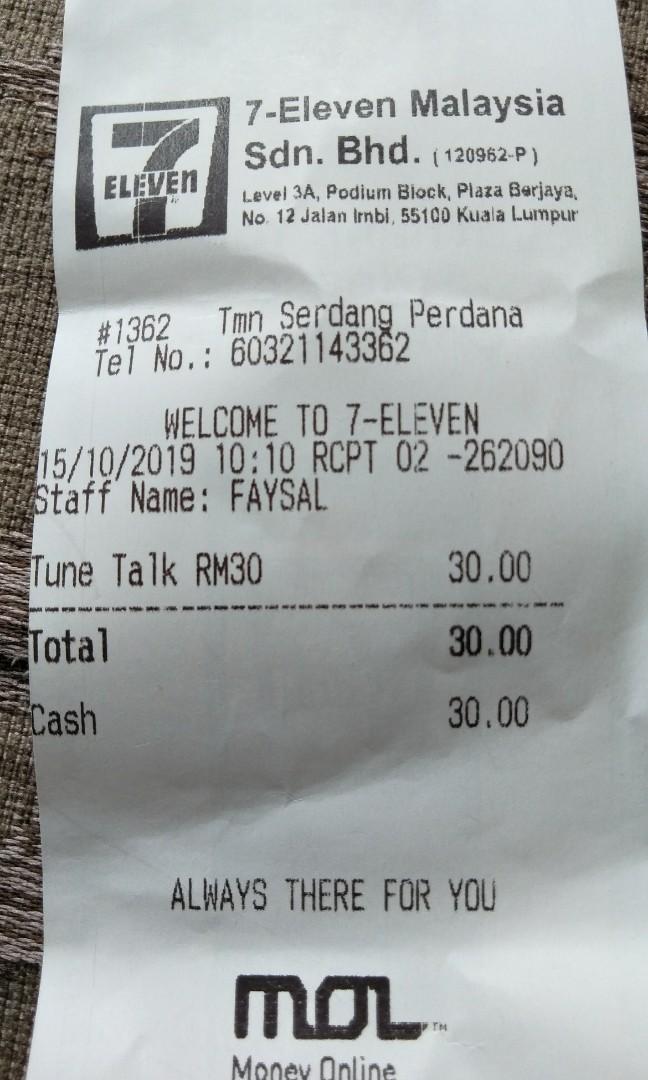 7-Eleven Malaysia
Sdn. Bhd. (120962-P)
7
ELEVEn
Level 3A, Podium Block, Plaza Berjaya,
No. 12 Jalan Imbi, 55100 Kuala Lumpur
#1362 Tmn Serdang Perdana
Tel No.: 60321143362
WELCOME TO 7-ELEVEN
15/10/2019 10:10 RCPT 02 -262090
Staff Name: FAYSAL
Tune Talk RM30 30.00
Total 30.00
Cash 30.00
ALWAYS THERE FOR YOU
mol™
Money Online